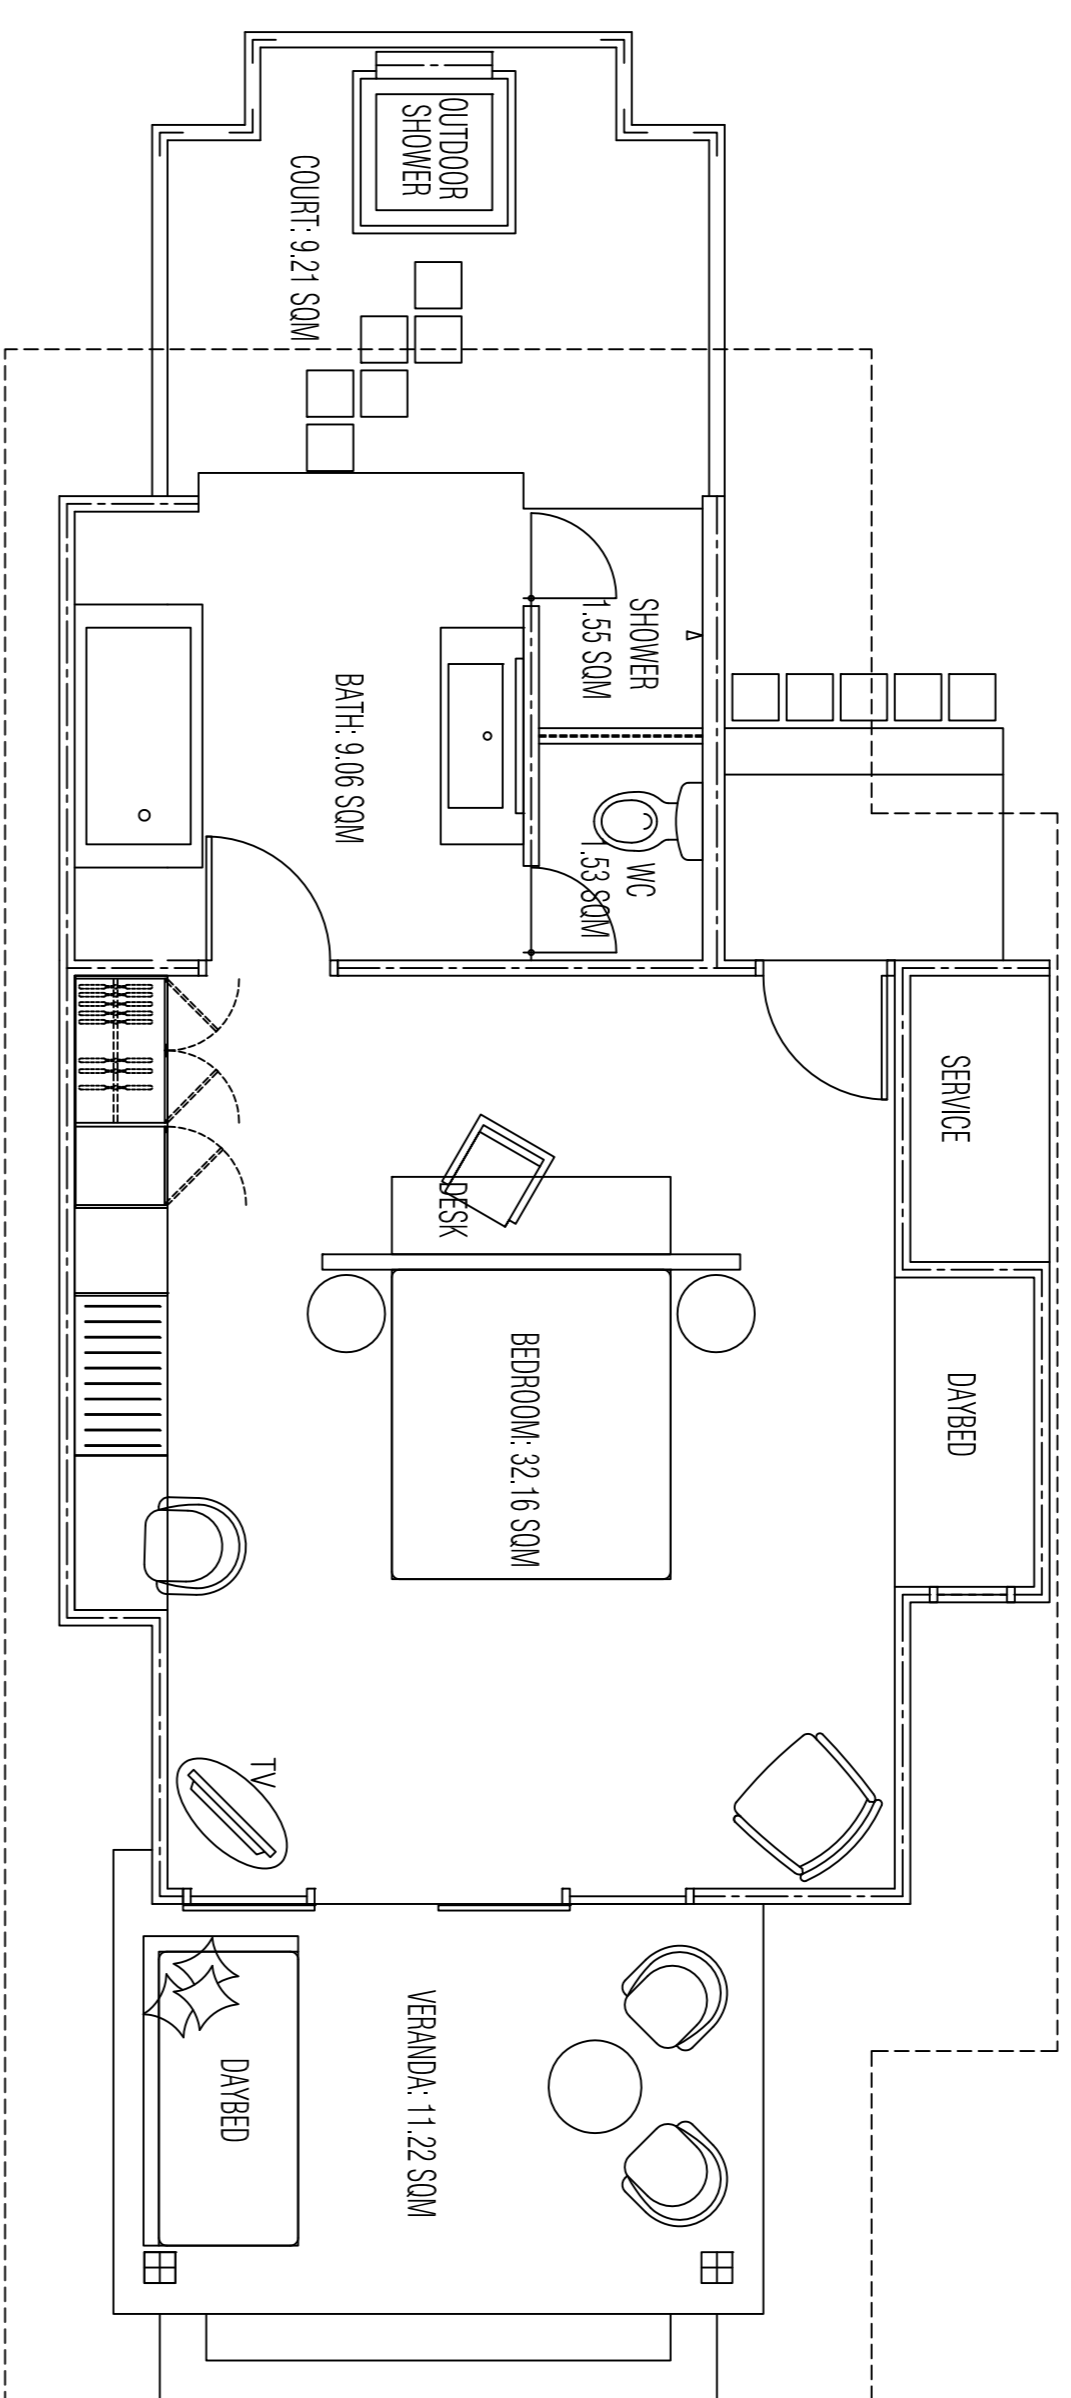 OUTDOOR
SHOWER
COURT: 9.21 SQM
SHOWER
1.55 SQM
BATH: 9.06 SQM
WC
1.53 SQM
SERVICE
DESK
BEDROOM: 32.16 SQM
DAYBED
TV
VERANDA: 11.22 SQM
DAYBED